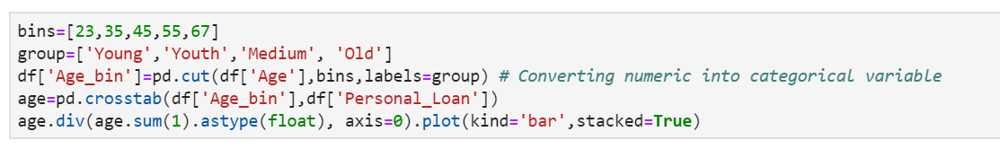 bins=[23,35,45,55,67]
group=['Young','Youth','Medium', 'Old']
df['Age_bin']=pd.cut(df['Age'],bins,labels=group) # Converting numeric into categorical variable
age=pd.crosstab(df['Age_bin'],df['Personal_Loan'])
age.div(age.sum(1).astype(float), axis=0).plot(kind='bar',stacked=True)